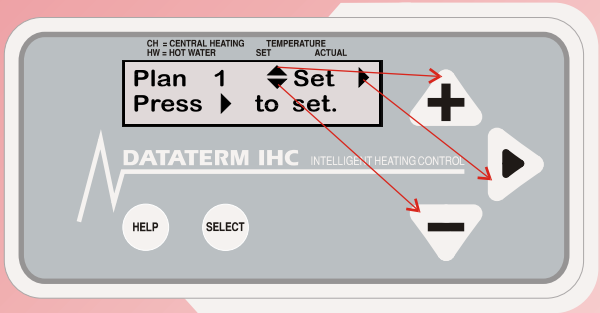 CH = CENTRAL HEATING TEMPERATURE
HW = HOT WATER SET ACTUAL
Plan 1 Set
Press to set.
DATATERM IHC INTELLIGENT HEATING CONTROL
HELP SELECT